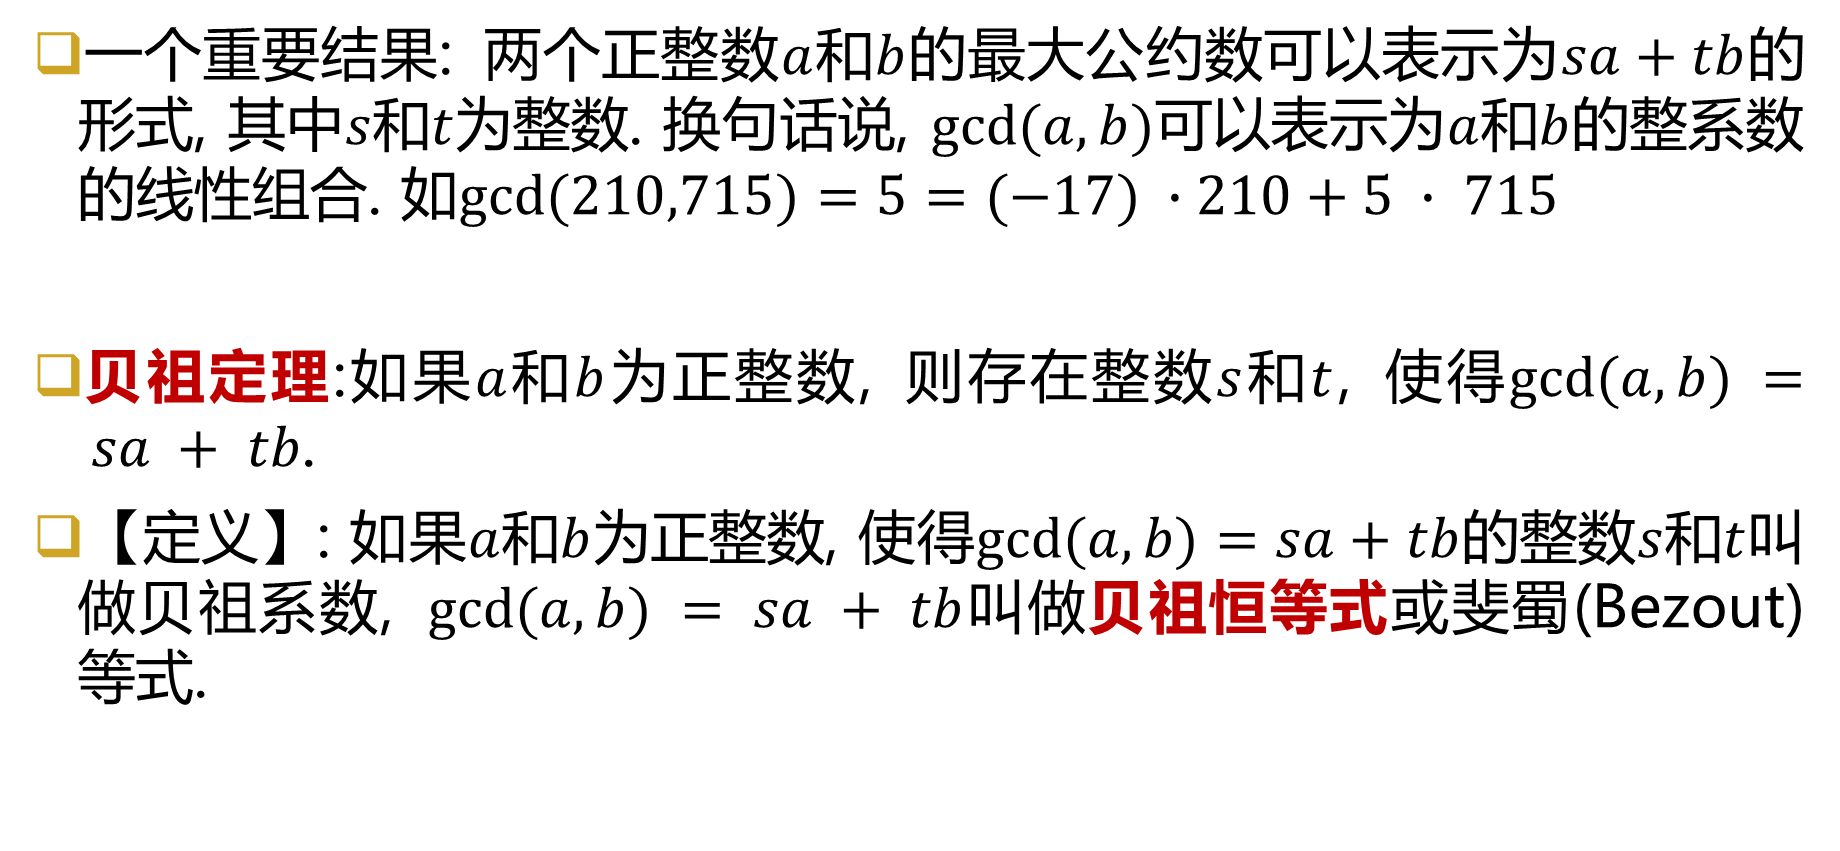 一个重要结果: 两个正整数a和b的最大公约数可以表示为sa + tb的
形式, 其中s和t为整数. 换句话说, gcd(a, b)可以表示为a和b的整系数
的线性组合. 如gcd(210,715) = 5 = (−17) · 210 + 5 · 715
贝祖定理:如果a和b为正整数, 则存在整数s和t, 使得gcd(a, b) =
sa + tb.
【定义】: 如果a和b为正整数, 使得gcd(a, b) = sa + tb的整数s和t叫
做贝祖系数, gcd(a, b) = sa + tb叫做贝祖恒等式或斐蜀(Bezout)
等式.